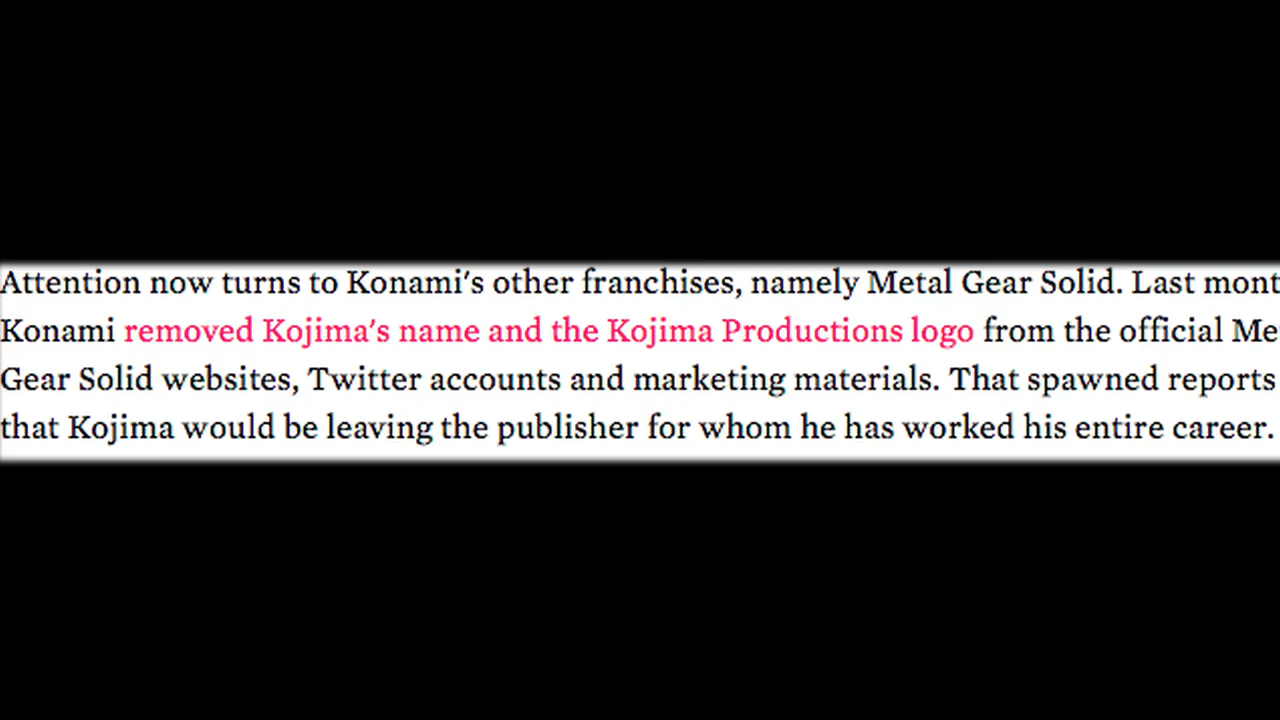 Attention now turns to Konami's other franchises, namely Metal Gear Solid. Last mont
Konami removed Kojima's name and the Kojima Productions logo from the official Me
Gear Solid websites, Twitter accounts and marketing materials. That spawned reports
that Kojima would be leaving the publisher for whom he has worked his entire career.